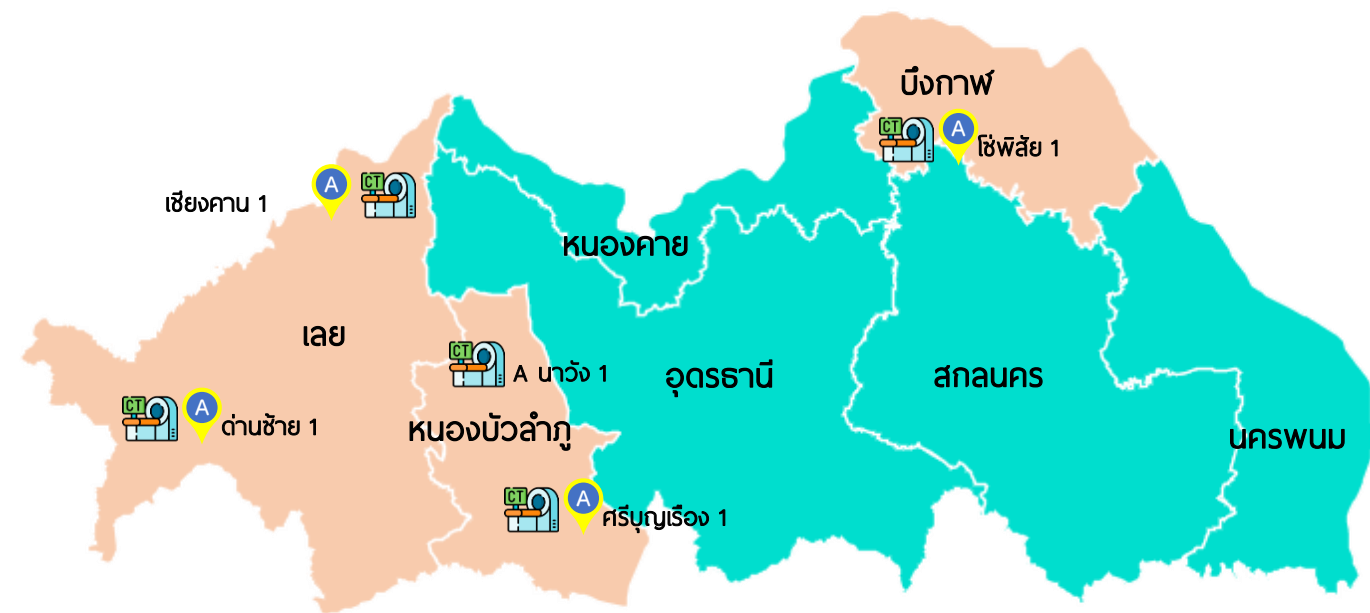 บึงกาฬ
CT
A
โซ่พิสัย 1
เชียงคาน 1
A
CT
หนองคาย
เลย
CT
A นาวัง 1
อุดรธานี
สกลนคร
CT
A
ด่านซ้าย 1
หนองบัวลำภู
นครพนม
CT
A
ศรีบุญเรือง 1